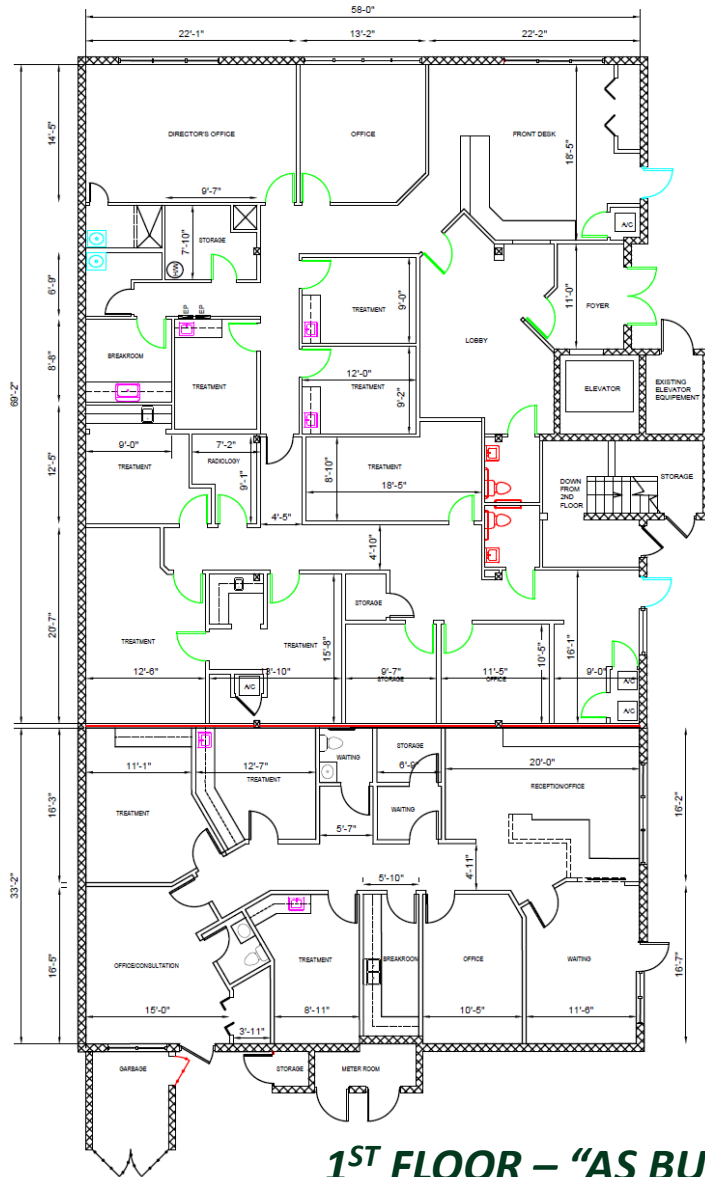 58'-0"
22'-1"
13'-2"
22'-2"
69'-2"
14'-5"
DIRECTOR'S OFFICE
OFFICE
FRONT DESK
18'-5"
9'-7"
7'-10"
STORAGE
H/W
A/C
6'-9"
EP
EP
TREATMENT
9'-0"
11'-0"
FOYER
LOBBY
8'-8"
BREAKROOM
TREATMENT
12'-0"
TREATMENT
9'-2"
ELEVATOR
EXISTING
ELEVATOR
EQUIPEMENT
12'-5"
9'-0"
TREATMENT
7'-2"
RADIOLOGY
9'-1"
4'-5"
8'-10"
TREATMENT
18'-5"
DOWN
FROM
2ND
FLOOR
STORAGE
4'-10"
20'-7"
TREATMENT
12'-6"
TREATMENT
15'-8"
13'-10"
A/C
STORAGE
9'-7"
STORAGE
11'-5"
OFFICE
10'-5"
16'-1"
9'-0"
A/C
A/C
33'-2"
16'-3"
11'-1"
TREATMENT
12'-7"
TREATMENT
WAITING
5'-7"
STORAGE
6'-9"
WAITING
20'-0"
RECEPTION/OFFICE
16'-2"
4'-11"
5'-10"
16'-5"
OFFICE/CONSULTATION
15'-0"
3'-11"
TREATMENT
8'-11"
BREAKROON
OFFICE
10'-5"
WAITING
11'-6"
16'-7"
GARBAGE
STORAGE
METER ROOM
1ST FLOOR – "AS BU